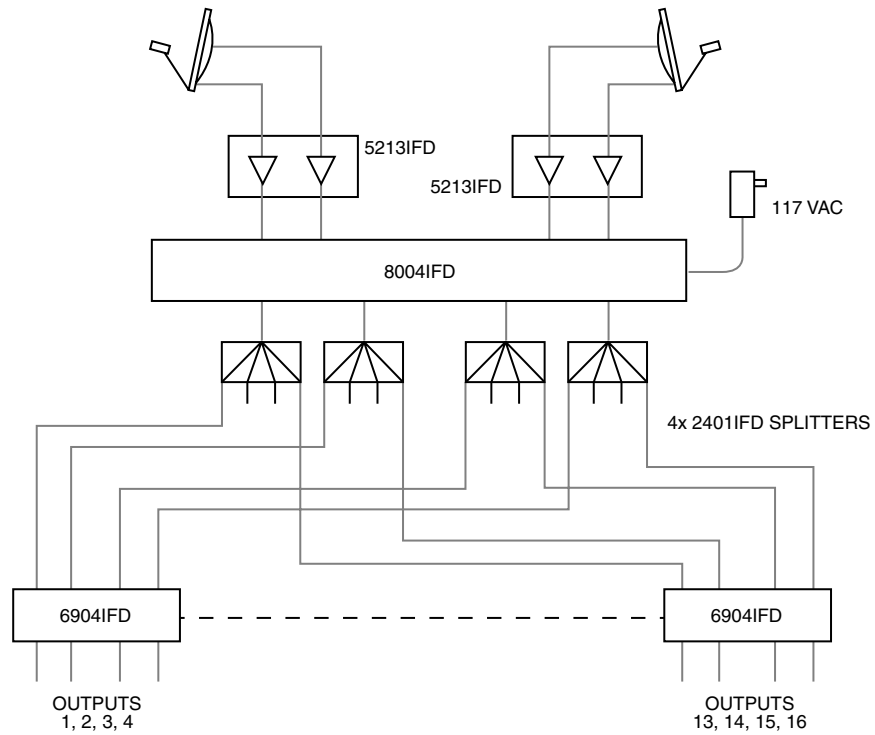 5213IFD
5213IFD
117 VAC
8004IFD
4x 2401IFD SPLITTERS
6904IFD
6904IFD
OUTPUTS
1, 2, 3, 4
OUTPUTS
13, 14, 15, 16